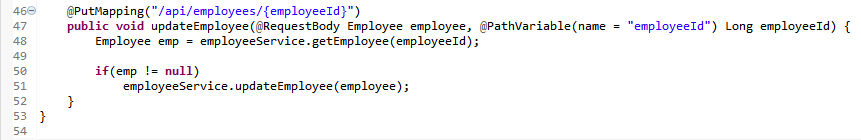 46 @PutMapping("/api/employees/{employeeId}")
47 public void updateEmployee(@RequestBody Employee employee, @PathVariable(name = "employeeId") Long employeeId) {
48 Employee emp = employeeService.getEmployee(employeeId);
49
50 if(emp != null)
51 employeeService.updateEmployee(employee);
52 }
53 }
54